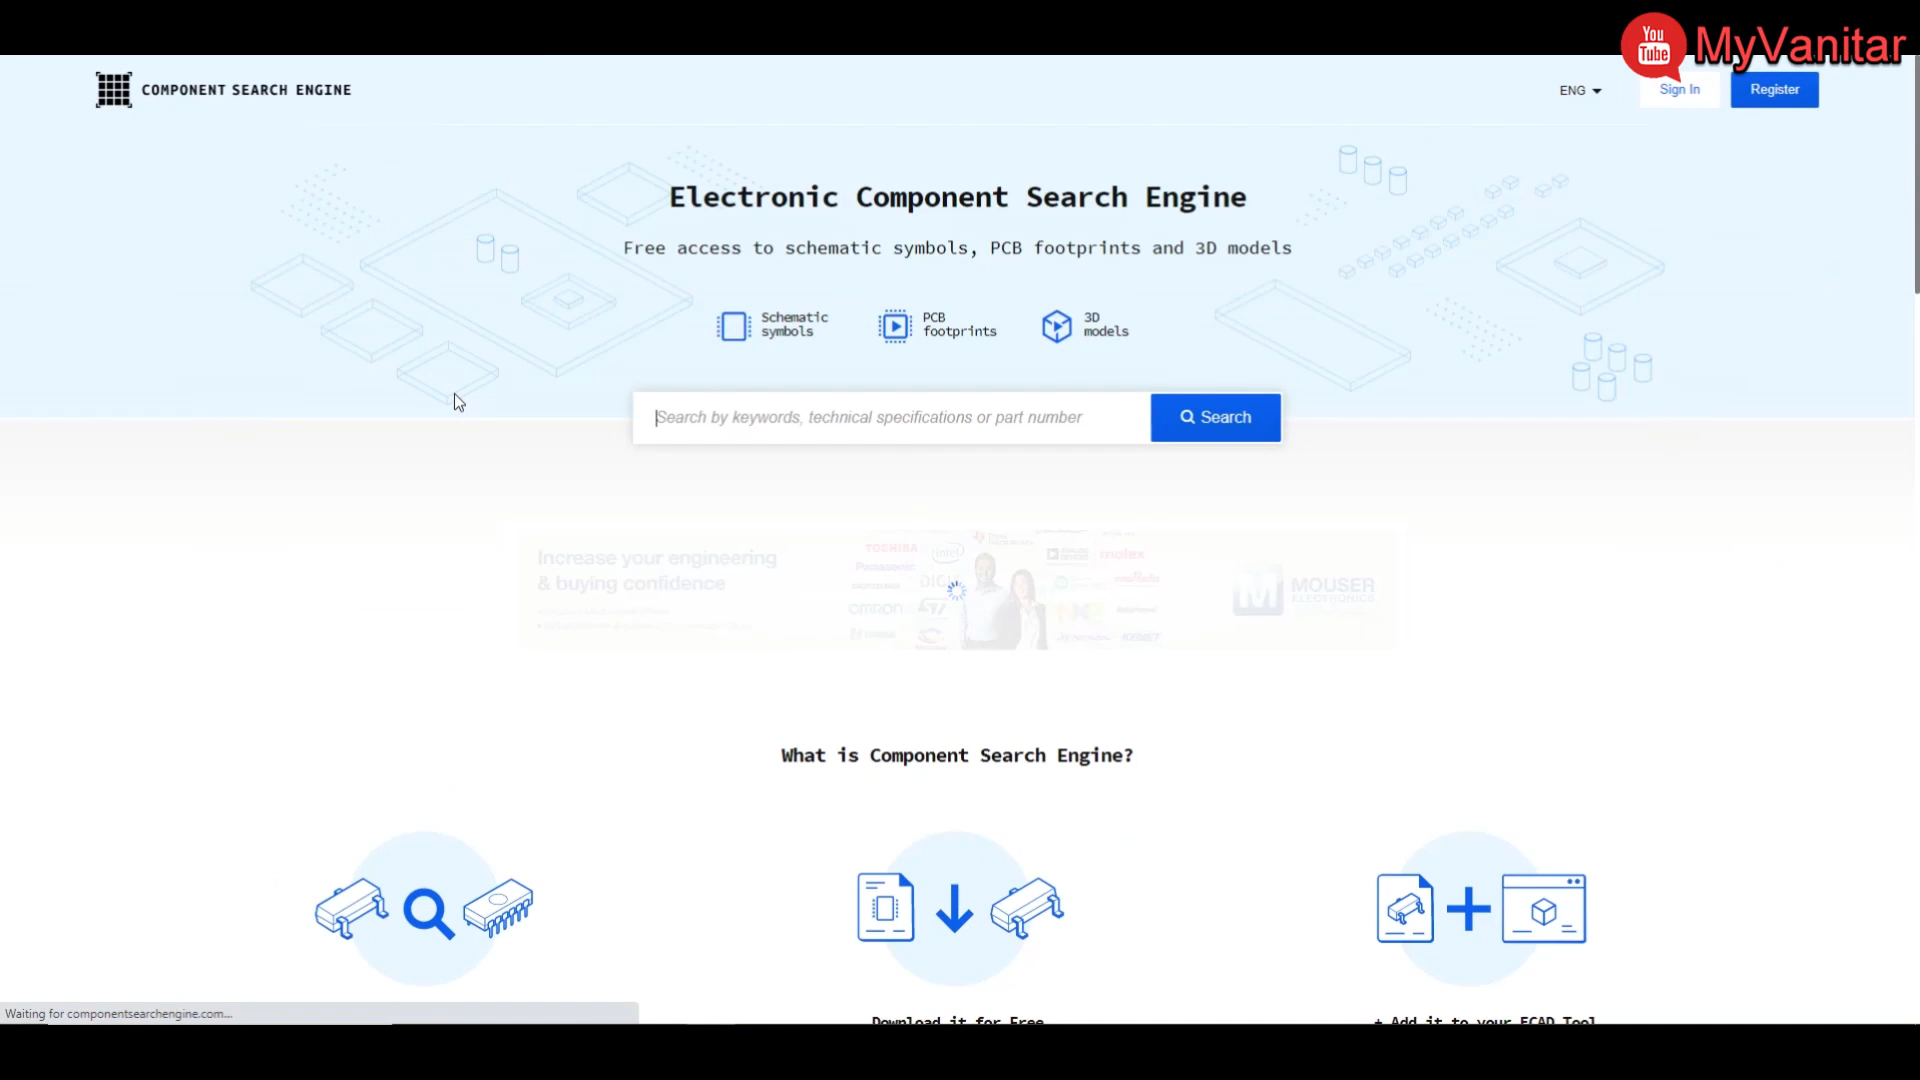 You
Tube
MyVanitar
COMPONENT SEARCH ENGINE
ENG
Sign In
Register
Electronic Component Search Engine
Free access to schematic symbols, PCB footprints and 3D models
Schematic
symbols
PCB
footprints
3D
models
Search by keywords, technical specifications or part number
Search
Increase your engineering
& buying confidence
TOSHIBA
intel
Panasonic
DIGI
molex
OMRON
KEMET
M
MOUSER
ELECTRONICS
What is Component Search Engine?
Waiting for componentsearchengine.com...
Download it for Free
+ Add it to your ECAD Tool